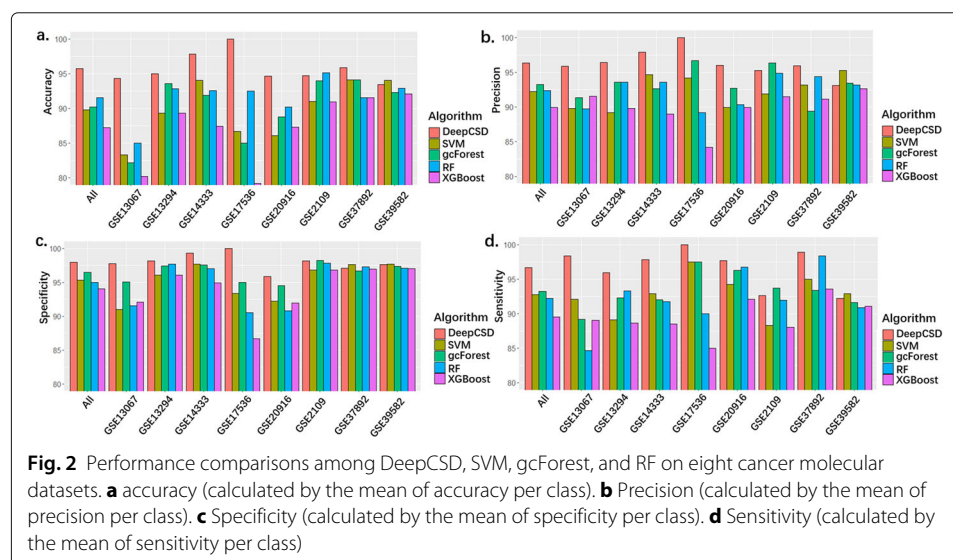 a.
Accuracy
100
95
90
85
80
All
GSE13067
GSE13294
GSE14333
GSE17536
GSE20916
GSE2109
GSE37892
GSE39582
Algorithm
DeepCSD
SVM
gcForest
RF
XGBoost
b.
Precision
100
95
90
85
80
All
GSE13067
GSE13294
GSE14333
GSE17536
GSE20916
GSE2109
GSE37892
GSE39582
Algorithm
DeepCSD
SVM
gcForest
RF
XGBoost
c.
Specificity
100
95
90
85
80
All
GSE13067
GSE13294
GSE14333
GSE17536
GSE20916
GSE2109
GSE37892
GSE39582
Algorithm
DeepCSD
SVM
gcForest
RF
XGBoost
d.
Sensitivity
100
95
90
85
80
All
GSE13067
GSE13294
GSE14333
GSE17536
GSE20916
GSE2109
GSE37892
GSE39582
Algorithm
DeepCSD
SVM
gcForest
RF
XGBoost
Fig. 2 Performance comparisons among DeepCSD, SVM, gcForest, and RF on eight cancer molecular
datasets. a accuracy (calculated by the mean of accuracy per class). b Precision (calculated by the mean of
precision per class). c Specificity (calculated by the mean of specificity per class). d Sensitivity (calculated by
the mean of sensitivity per class)